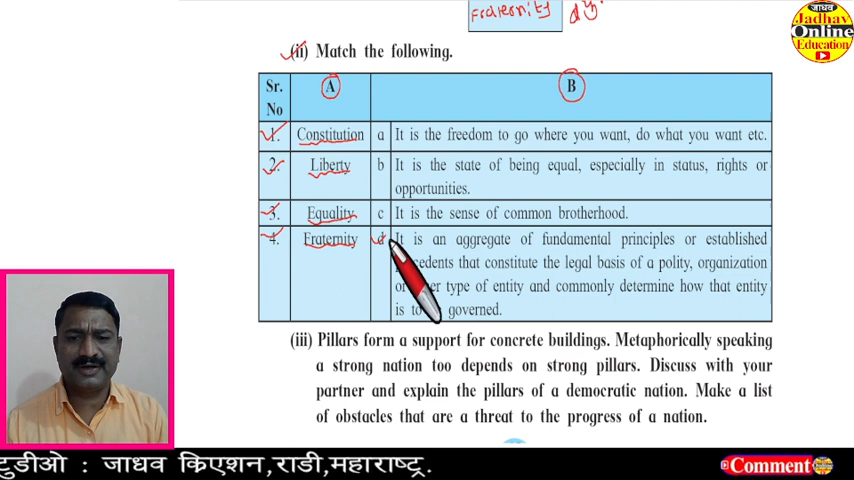 Fraternity
जाधव
Jadhav
Online
Education
(ii) Match the following.
Sr. No A B
1. Constitution a It is the freedom to go where you want, do what you want etc.
2. Liberty b It is the state of being equal, especially in status, rights or
opportunities.
3. Equality c It is the sense of common brotherhood.
4. Fraternity d It is an aggregate of fundamental principles or established
that constitute the legal basis of a polity, organization
or type of entity and commonly determine how that entity
is to governed.
(iii) Pillars form a support for concrete buildings. Metaphorically speaking
a strong nation too depends on strong pillars. Discuss with your
partner and explain the pillars of a democratic nation. Make a list
of obstacles that are a threat to the progress of a nation.
टुडीओ : जाधव क्रिएशन,राडी,महाराष्ट्र.
Comment